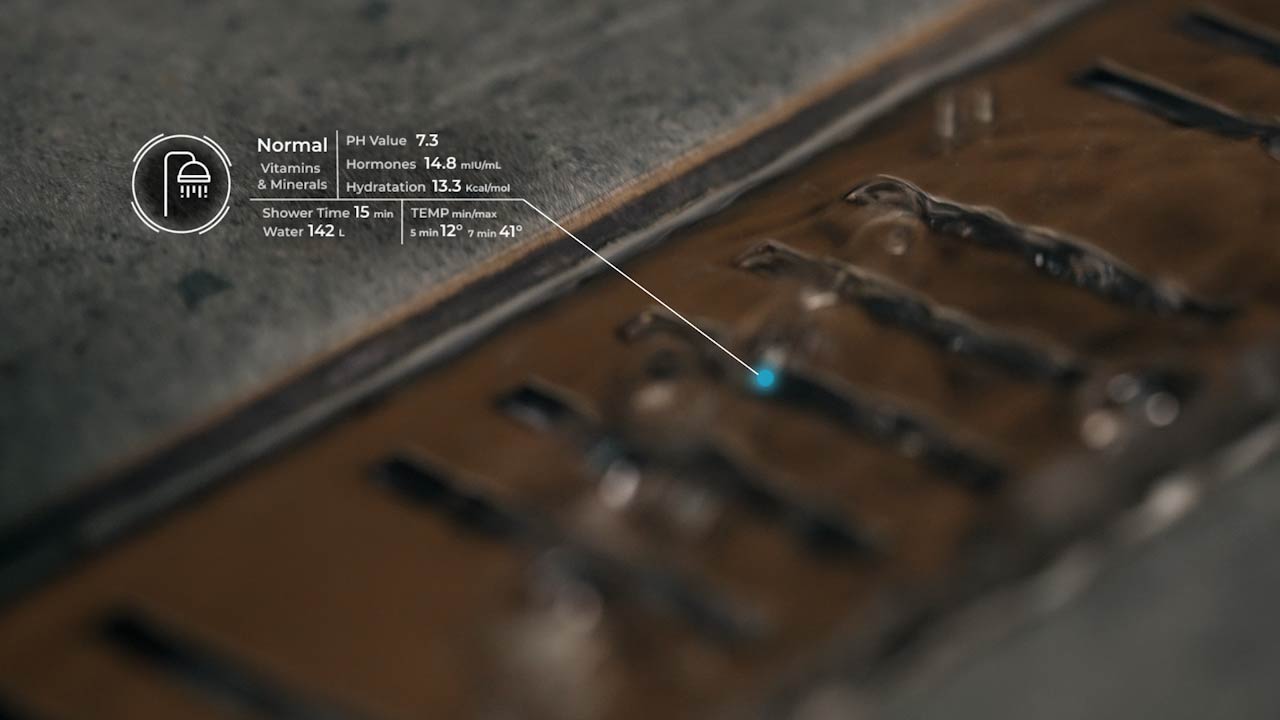 Normal
Vitamins
& Minerals
PH Value 7.3
Hormones 14.8 mIU/mL
Hydratation 13.3 Kcal/mol
Shower Time 15 min
Water 142 L
TEMP min/max
5 min 12° 7 min 41°